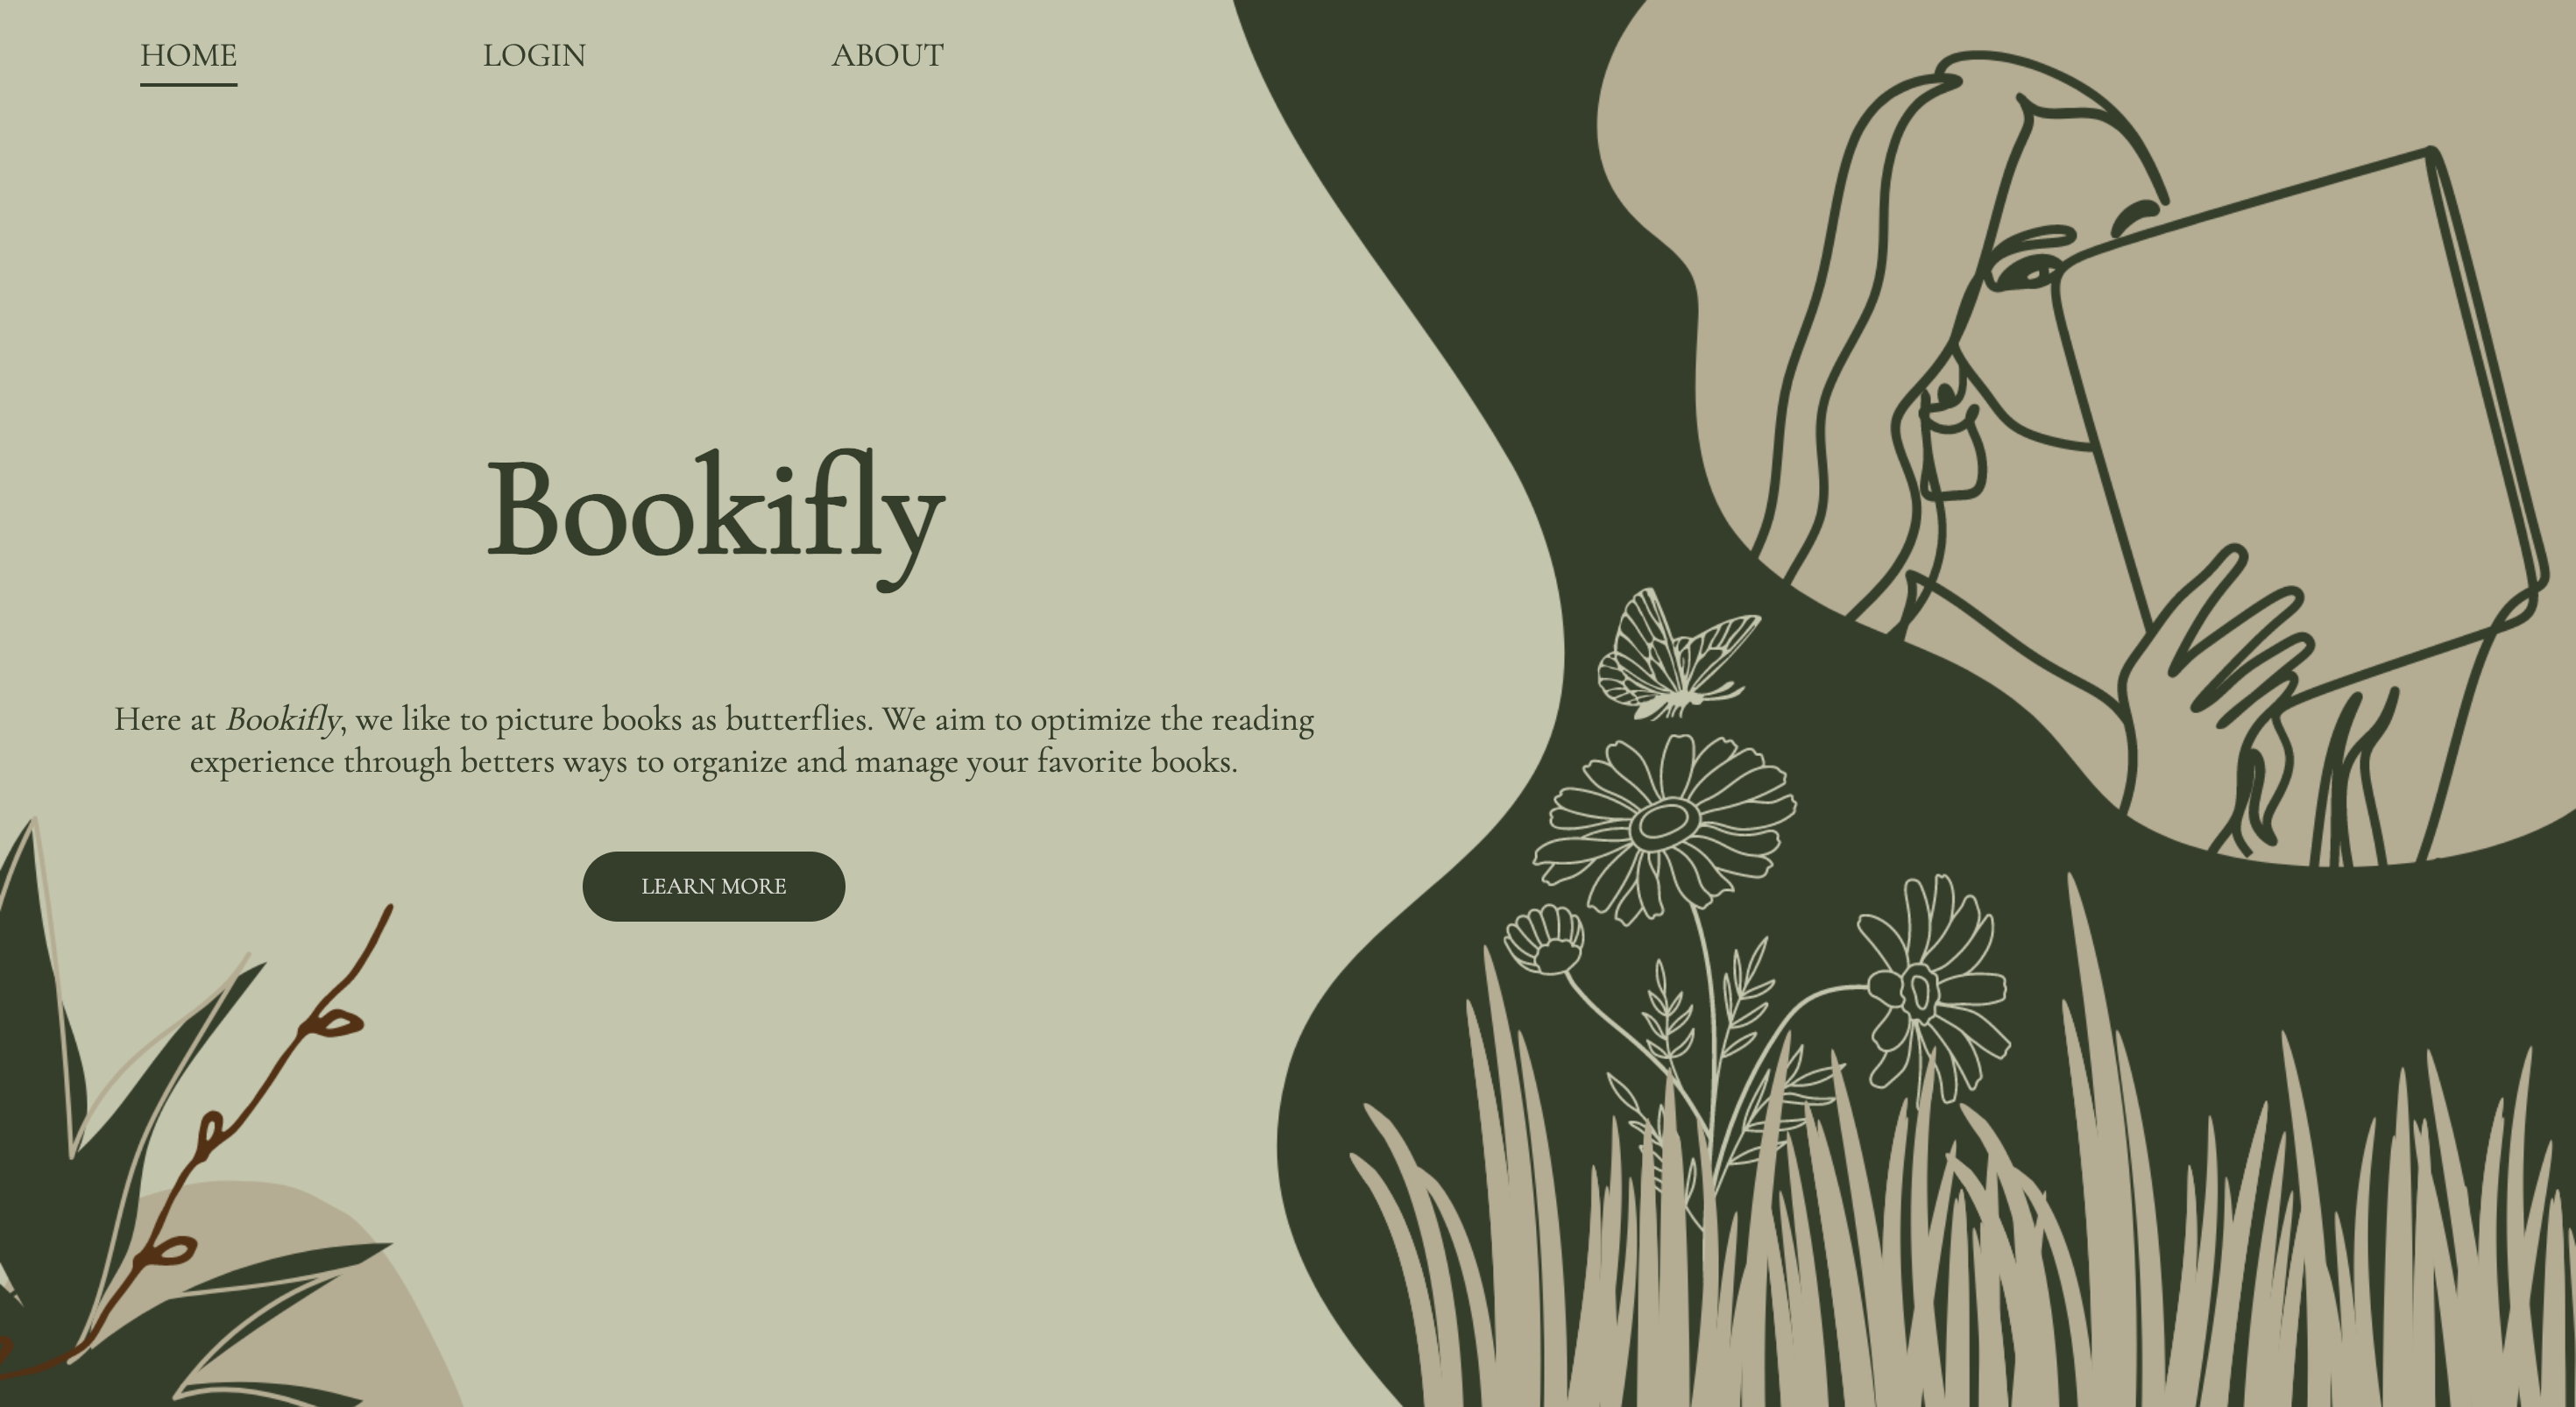 HOME LOGIN ABOUT
Bookifly
Here at Bookifly, we like to picture books as butterflies. We aim to optimize the reading
experience through betters ways to organize and manage your favorite books.
LEARN MORE